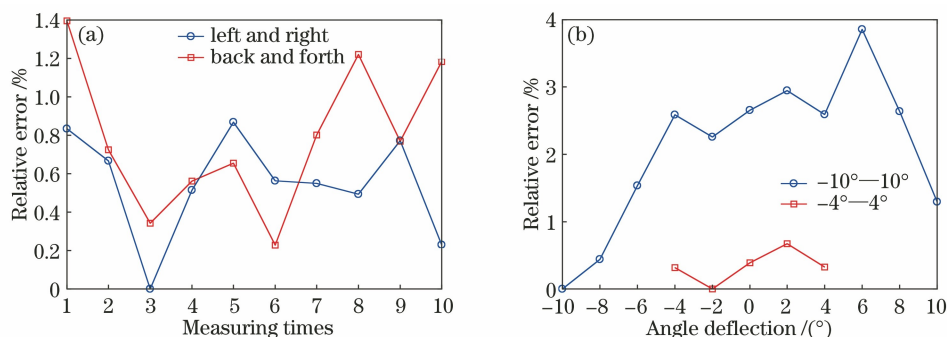 (a)
left and right
back and forth
Relative error /%
1.4
1.2
1.0
0.8
0.6
0.4
0.2
0
1 2 3 4 5 6 7 8 9 10
Measuring times
(b)
−10°—10°
−4°—4°
Relative error /%
4
3
2
1
0
−10 −8 −6 −4 −2 0 2 4 6 8 10
Angle deflection /(°)